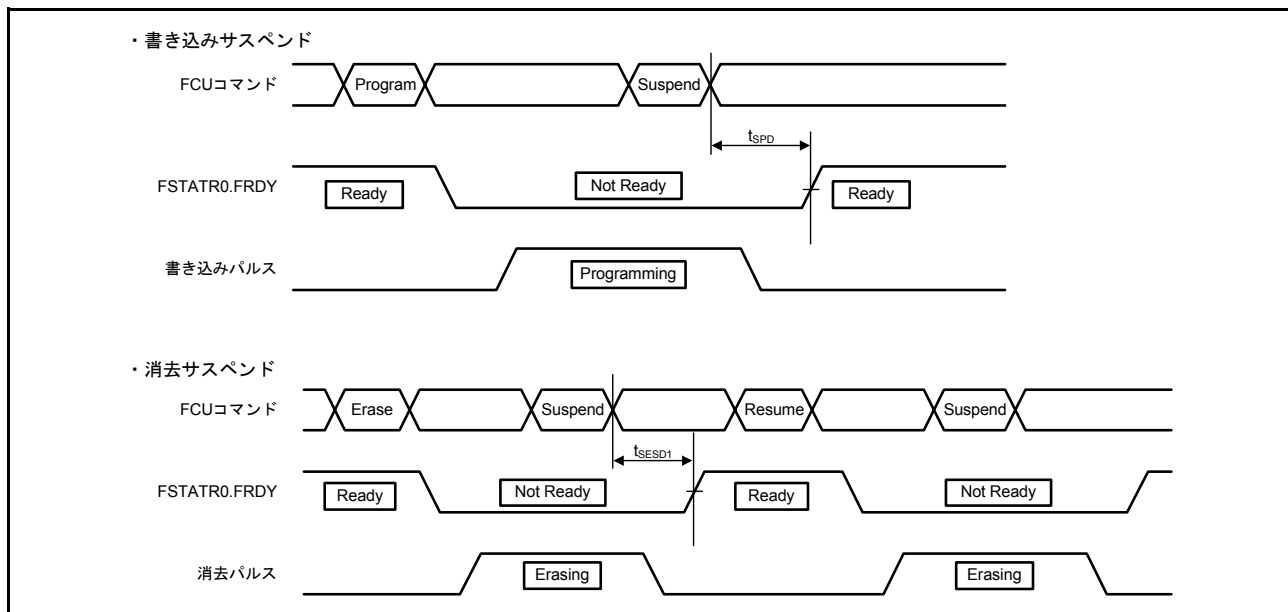 ・書き込みサスペンド
FCUコマンド Program Suspend
tSPD
FSTATR0.FRDY Ready Not Ready Ready
書き込みパルス Programming
・消去サスペンド
FCUコマンド Erase Suspend Resume Suspend
tSESD1
FSTATR0.FRDY Ready Not Ready Ready Not Ready
消去パルス Erasing Erasing